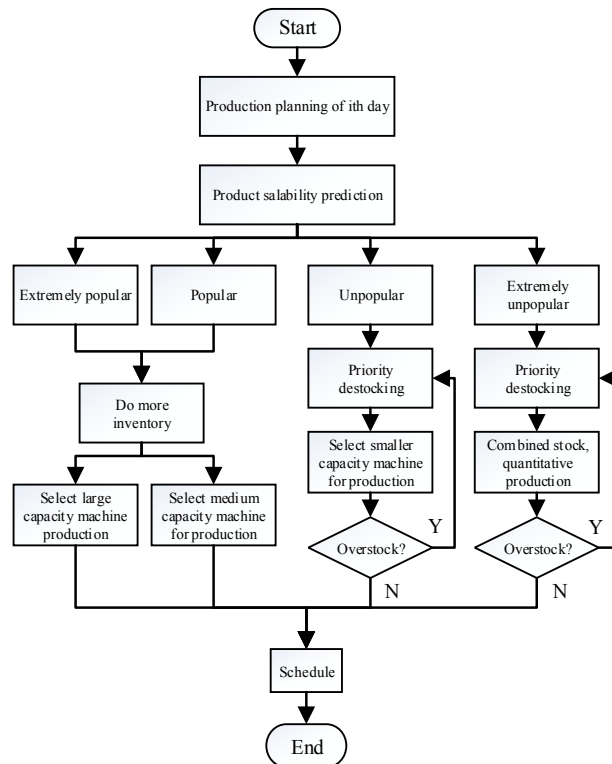 Start
Production planning of ith day
Product salability prediction
Extremely popular
Popular
Unpopular
Extremely
unpopular
Do more
inventory
Priority
destocking
Priority
destocking
Select large
capacity machine
production
Select medium
capacity machine
for production
Select smaller
capacity machine
for production
Combined stock,
quantitative
production
Overstock?
Y
N
Overstock?
Y
N
Schedule
End